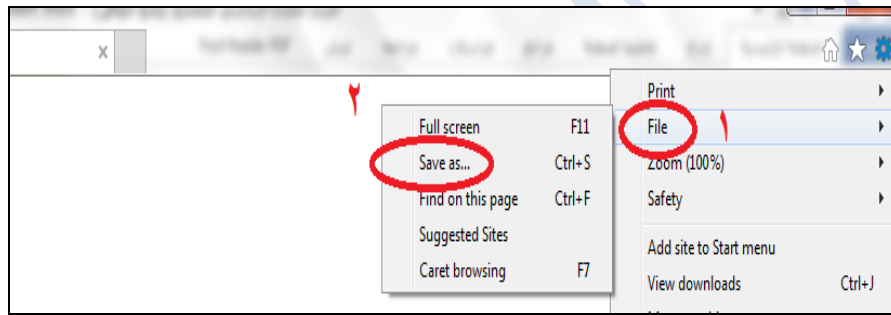 Print
٢
Full screen F11
File
١
Save as... Ctrl+S
Zoom (100%)
Find on this page Ctrl+F
Safety
Suggested Sites
Add site to Start menu
Caret browsing F7
View downloads Ctrl+J